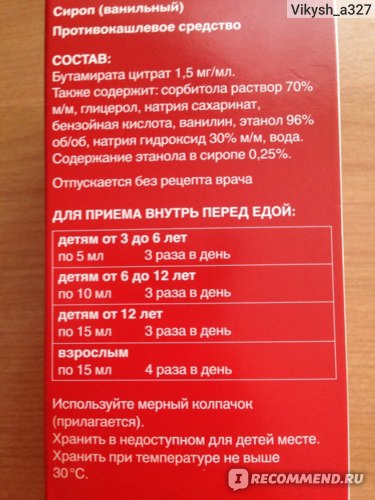 Vikysh_a327
Сироп (ванильный)
Противокашлевое средство
СОСТАВ:
Бутамирата цитрат 1,5 мг/мл.
Также содержит: сорбитола раствор 70%
м/м, глицерол, натрия сахаринат,
бензойная кислота, ванилин, этанол 96%
об/об, натрия гидроксид 30% м/м, вода.
Содержание этанола в сиропе 0,25%.
Отпускается без рецепта врача
ДЛЯ ПРИЕМА ВНУТРЬ ПЕРЕД ЕДОЙ:
детям от 3 до 6 лет
по 5 мл 3 раза в день
детям от 6 до 12 лет
по 10 мл 3 раза в день
детям от 12 лет
по 15 мл 3 раза в день
взрослым
по 15 мл 4 раза в день
Используйте мерный колпачок
(прилагается).
Хранить в недоступном для детей месте.
Хранить при температуре не выше
30°С.
IRECOMMEND.RU